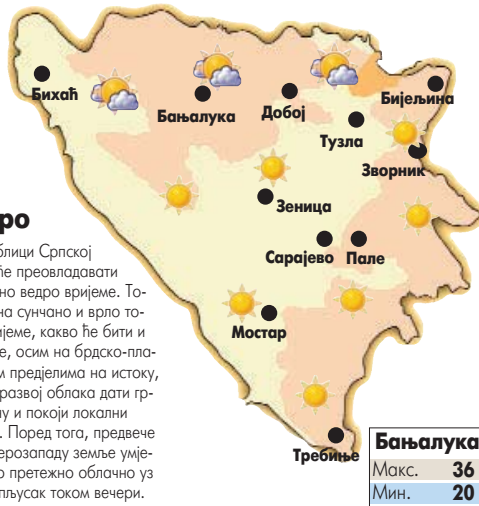 Бихаћ
Бањалука
Добој
Бијељина
Тузла
Зворник
Зеница
Сарајево
Пале
Мостар
Требиње
ро
блици Српској
ће преовладавати
но ведро вријеме. То-
на сунчано и врло то-
ијеме, какво ће бити и
е, осим на брдско-пла-
м предјелима на истоку,
развој облака дати гр-
у и покоји локални
. Поред тога, предвече
ерозападу земље умје-
о претежно облачно уз
пљусак током вечери.
Бањалука
Макс. 36
Мин. 20